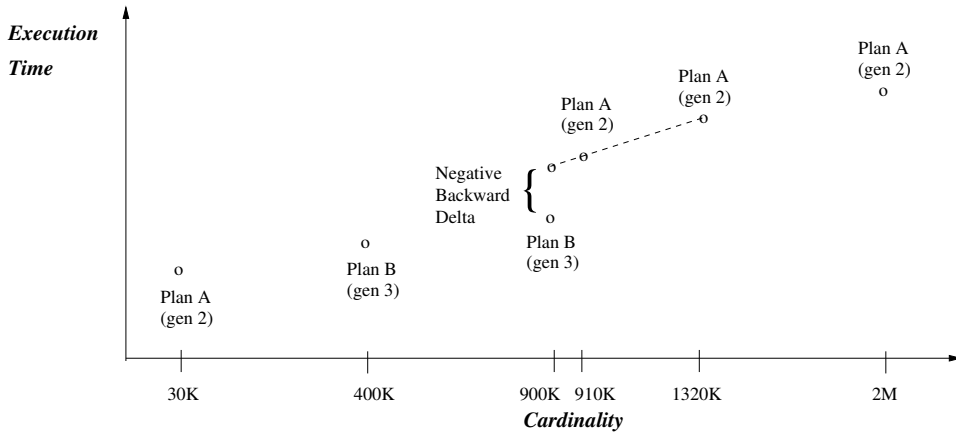 Execution
Time
Plan A
(gen 2)
Plan A
(gen 2)
Plan A
(gen 2)
Negative
Backward
Delta
{
Plan B
(gen 3)
Plan B
(gen 3)
Plan A
(gen 2)
30K
400K
900K
910K
1320K
2M
Cardinality